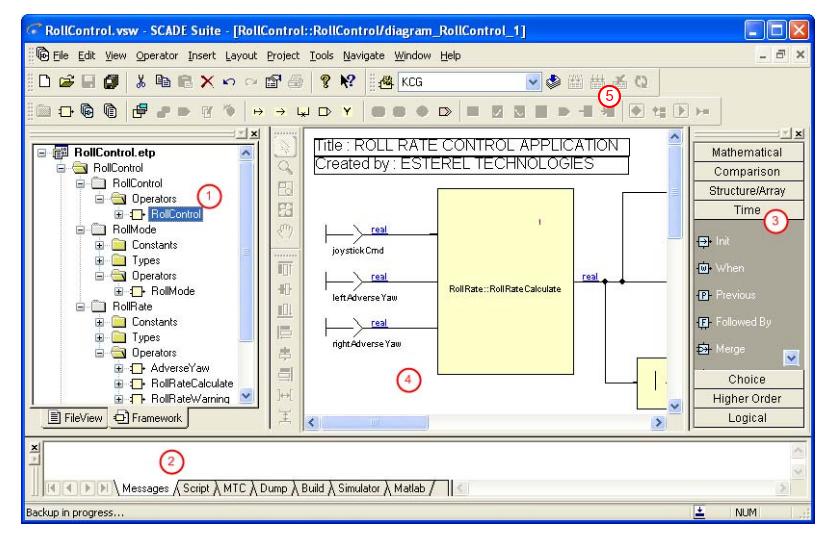 RollControl.vsw - SCADE Suite - [RollControl::RollControl/diagram_RollControl_1]
File Edit View Operator Insert Layout Project Tools Navigate Window Help
KCG
5
RollControl.etp
RollControl
RollControl
Operators
1
RollControl
RollMode
Constants
Types
Operators
RollMode
RollRate
Constants
Types
Operators
AdverseYaw
RollRateCalculate
RollRateWarning
FileView Framework
Title : ROLL RATE CONTROL APPLICATION
Created by : ESTEREL TECHNOLOGIES
real
joystickCmd
real
leftAdverseYaw
real
rightAdverseYaw
RollRate::RollRateCalculate
real
4
Mathematical
Comparison
Structure/Array
Time
3
Init
When
Previous
Followed By
Merge
Choice
Higher Order
Logical
2
Messages Script MTC Dump Build Simulator Matlab
Backup in progress... NUM